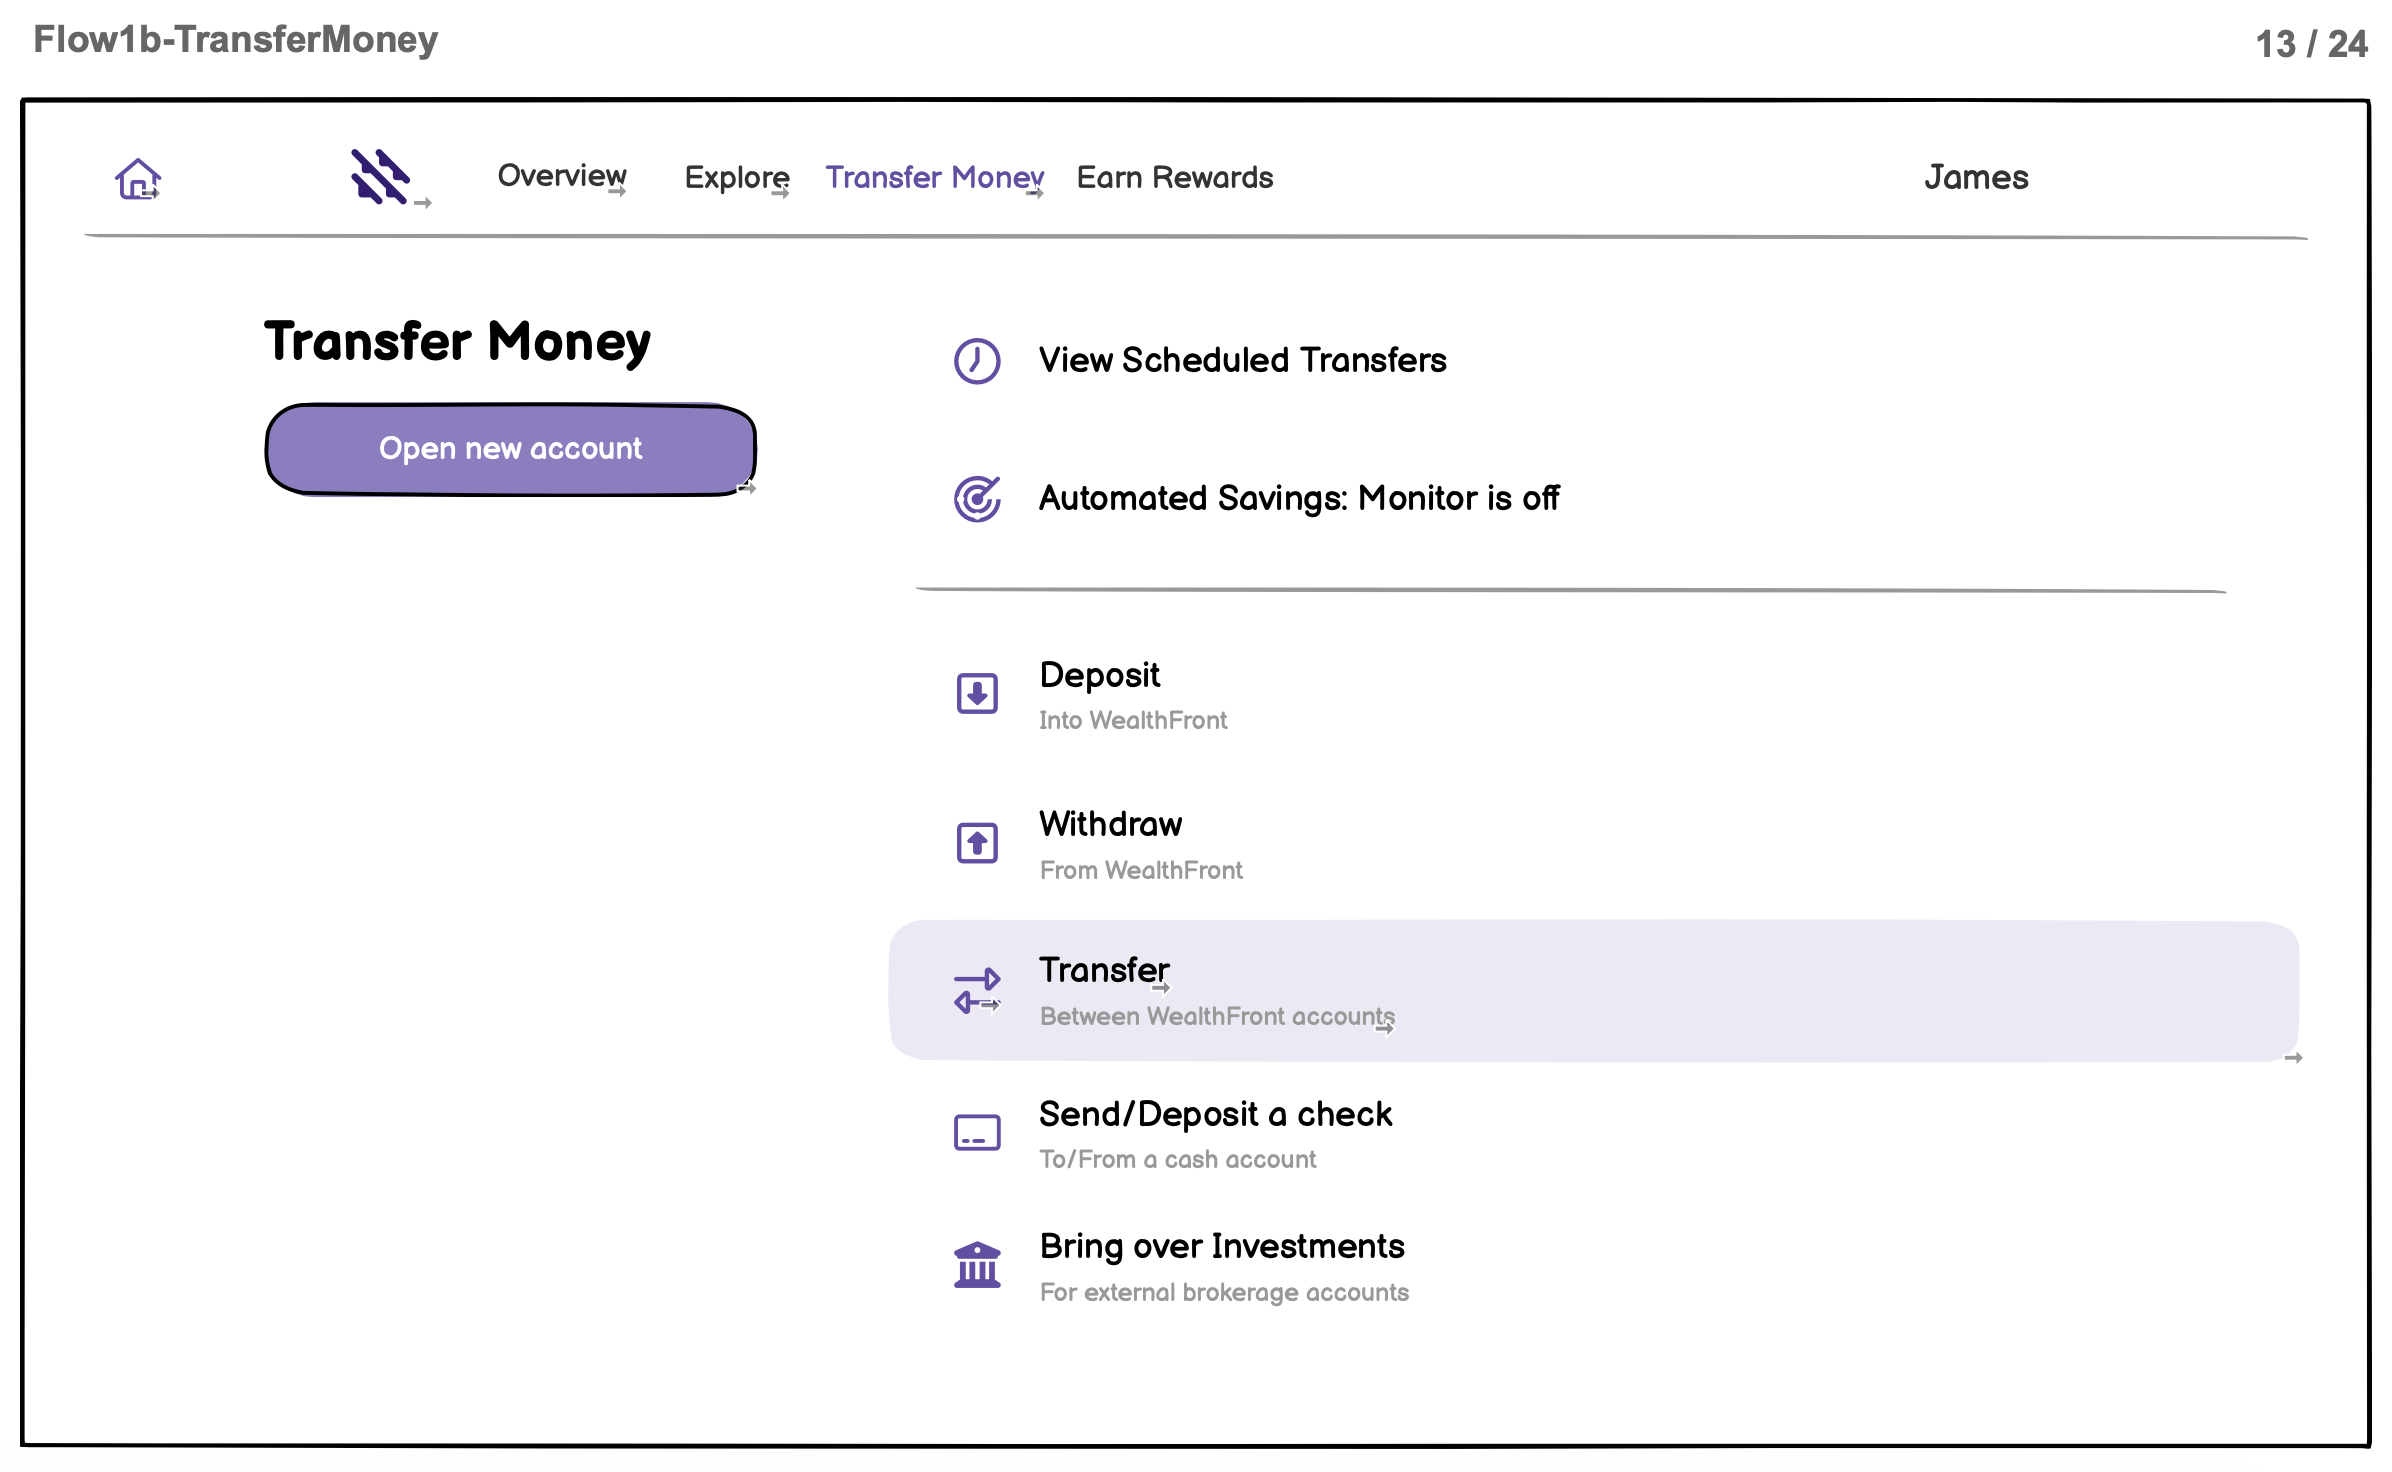 Flow1b-TransferMoney
13 / 24
Overview
Explore
Transfer Money
Earn Rewards
James
Transfer Money
Open new account
View Scheduled Transfers
Automated Savings: Monitor is off
Deposit
Into WealthFront
Withdraw
From WealthFront
Transfer
Between WealthFront accounts
Send/Deposit a check
To/From a cash account
Bring over Investments
For external brokerage accounts